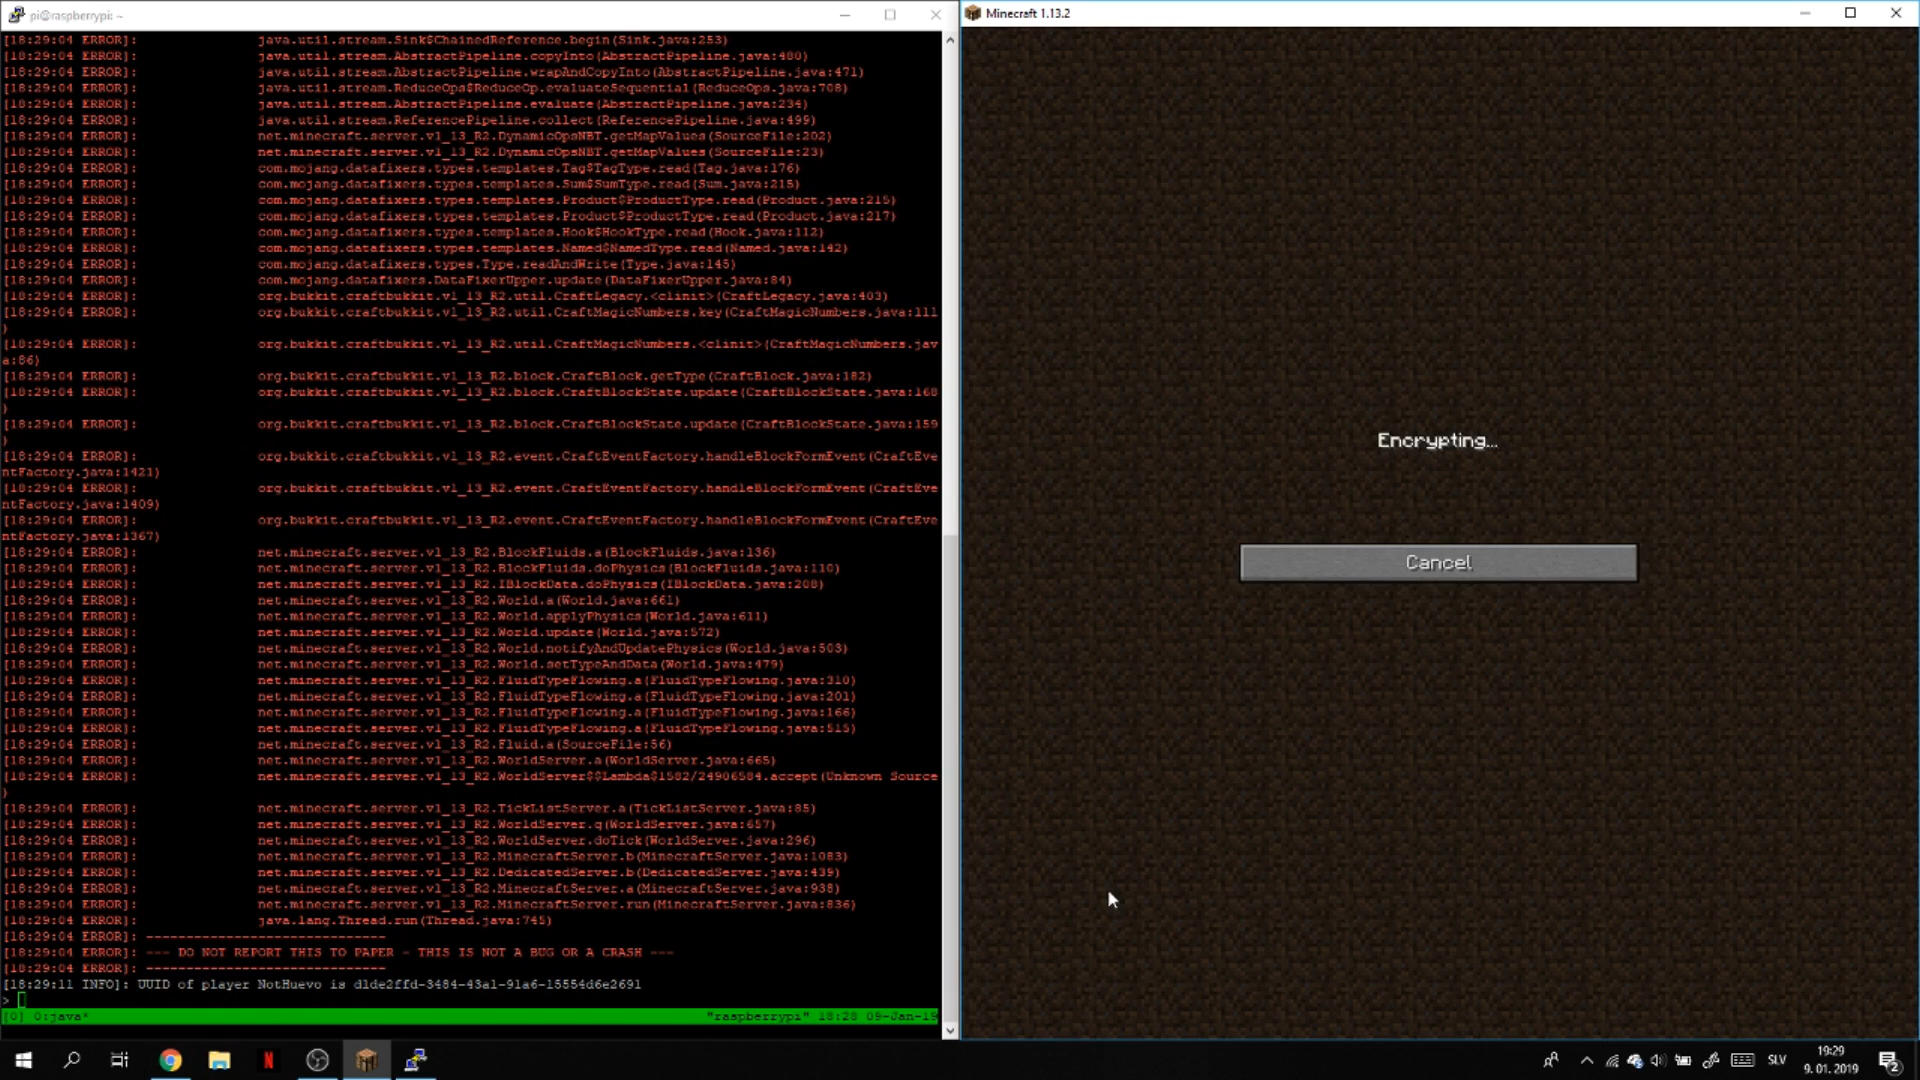 pi@raspberrypi: ~
[18:29:04 ERROR]: java.util.stream.Sink$ChainedReference.begin(Sink.java:253)
[18:29:04 ERROR]: java.util.stream.AbstractPipeline.copyInto(AbstractPipeline.java:480)
[18:29:04 ERROR]: java.util.stream.AbstractPipeline.wrapAndCopyInto(AbstractPipeline.java:471)
[18:29:04 ERROR]: java.util.stream.ReduceOps$ReduceOp.evaluateSequential(ReduceOps.java:708)
[18:29:04 ERROR]: java.util.stream.AbstractPipeline.evaluate(AbstractPipeline.java:234)
[18:29:04 ERROR]: java.util.stream.ReferencePipeline.collect(ReferencePipeline.java:499)
[18:29:04 ERROR]: net.minecraft.server.v1_13_R2.DynamicOpsNBT.getMapValues(SourceFile:202)
[18:29:04 ERROR]: net.minecraft.server.v1_13_R2.DynamicOpsNBT.getMapValues(SourceFile:23)
[18:29:04 ERROR]: com.mojang.datafixers.types.templates.Tag$TagType.read(Tag.java:176)
[18:29:04 ERROR]: com.mojang.datafixers.types.templates.Sum$SumType.read(Sum.java:215)
[18:29:04 ERROR]: com.mojang.datafixers.types.templates.Product$ProductType.read(Product.java:215)
[18:29:04 ERROR]: com.mojang.datafixers.types.templates.Product$ProductType.read(Product.java:217)
[18:29:04 ERROR]: com.mojang.datafixers.types.templates.Hook$HookType.read(Hook.java:112)
[18:29:04 ERROR]: com.mojang.datafixers.types.templates.Named$NamedType.read(Named.java:142)
[18:29:04 ERROR]: com.mojang.datafixers.types.Type.readAndWrite(Type.java:145)
[18:29:04 ERROR]: com.mojang.datafixers.DataFixerUpper.update(DataFixerUpper.java:84)
[18:29:04 ERROR]: org.bukkit.craftbukkit.v1_13_R2.util.CraftLegacy.<clinit>(CraftLegacy.java:403)
[18:29:04 ERROR]: org.bukkit.craftbukkit.v1_13_R2.util.CraftMagicNumbers.key(CraftMagicNumbers.java:111
)
[18:29:04 ERROR]: org.bukkit.craftbukkit.v1_13_R2.util.CraftMagicNumbers.<clinit>(CraftMagicNumbers.jav
a:86)
[18:29:04 ERROR]: org.bukkit.craftbukkit.v1_13_R2.block.CraftBlock.getType(CraftBlock.java:182)
[18:29:04 ERROR]: org.bukkit.craftbukkit.v1_13_R2.block.CraftBlockState.update(CraftBlockState.java:168
)
[18:29:04 ERROR]: org.bukkit.craftbukkit.v1_13_R2.block.CraftBlockState.update(CraftBlockState.java:159
)
[18:29:04 ERROR]: org.bukkit.craftbukkit.v1_13_R2.event.CraftEventFactory.handleBlockFormEvent(CraftEve
ntFactory.java:1421)
[18:29:04 ERROR]: org.bukkit.craftbukkit.v1_13_R2.event.CraftEventFactory.handleBlockFormEvent(CraftEve
ntFactory.java:1409)
[18:29:04 ERROR]: org.bukkit.craftbukkit.v1_13_R2.event.CraftEventFactory.handleBlockFormEvent(CraftEve
ntFactory.java:1367)
[18:29:04 ERROR]: net.minecraft.server.v1_13_R2.BlockFluids.a(BlockFluids.java:136)
[18:29:04 ERROR]: net.minecraft.server.v1_13_R2.BlockFluids.doPhysics(BlockFluids.java:110)
[18:29:04 ERROR]: net.minecraft.server.v1_13_R2.IBlockData.doPhysics(IBlockData.java:208)
[18:29:04 ERROR]: net.minecraft.server.v1_13_R2.World.a(World.java:661)
[18:29:04 ERROR]: net.minecraft.server.v1_13_R2.World.applyPhysics(World.java:611)
[18:29:04 ERROR]: net.minecraft.server.v1_13_R2.World.update(World.java:572)
[18:29:04 ERROR]: net.minecraft.server.v1_13_R2.World.notifyAndUpdatePhysics(World.java:503)
[18:29:04 ERROR]: net.minecraft.server.v1_13_R2.World.setTypeAndData(World.java:479)
[18:29:04 ERROR]: net.minecraft.server.v1_13_R2.FluidTypeFlowing.a(FluidTypeFlowing.java:310)
[18:29:04 ERROR]: net.minecraft.server.v1_13_R2.FluidTypeFlowing.a(FluidTypeFlowing.java:201)
[18:29:04 ERROR]: net.minecraft.server.v1_13_R2.FluidTypeFlowing.a(FluidTypeFlowing.java:166)
[18:29:04 ERROR]: net.minecraft.server.v1_13_R2.FluidTypeFlowing.a(FluidTypeFlowing.java:515)
[18:29:04 ERROR]: net.minecraft.server.v1_13_R2.Fluid.a(SourceFile:56)
[18:29:04 ERROR]: net.minecraft.server.v1_13_R2.WorldServer.a(WorldServer.java:665)
[18:29:04 ERROR]: net.minecraft.server.v1_13_R2.WorldServer$$Lambda$1582/24906584.accept(Unknown Source
)
[18:29:04 ERROR]: net.minecraft.server.v1_13_R2.TickListServer.a(TickListServer.java:85)
[18:29:04 ERROR]: net.minecraft.server.v1_13_R2.WorldServer.q(WorldServer.java:657)
[18:29:04 ERROR]: net.minecraft.server.v1_13_R2.WorldServer.doTick(WorldServer.java:296)
[18:29:04 ERROR]: net.minecraft.server.v1_13_R2.MinecraftServer.b(MinecraftServer.java:1083)
[18:29:04 ERROR]: net.minecraft.server.v1_13_R2.DedicatedServer.b(DedicatedServer.java:439)
[18:29:04 ERROR]: net.minecraft.server.v1_13_R2.MinecraftServer.a(MinecraftServer.java:938)
[18:29:04 ERROR]: net.minecraft.server.v1_13_R2.MinecraftServer.run(MinecraftServer.java:836)
[18:29:04 ERROR]: java.lang.Thread.run(Thread.java:745)
[18:29:04 ERROR]: ------------------------------
[18:29:04 ERROR]: --- DO NOT REPORT THIS TO PAPER - THIS IS NOT A BUG OR A CRASH ---
[18:29:04 ERROR]: ------------------------------
[18:29:11 INFO]: UUID of player NotHuevo is d1de2ffd-3484-43a1-91a6-15554d6e2691
>
[0] 0:java* "raspberrypi" 18:28 09-Jan-19
Minecraft 1.13.2
Encrypting...
Cancel
SLV
19:29
9. 01. 2019
2